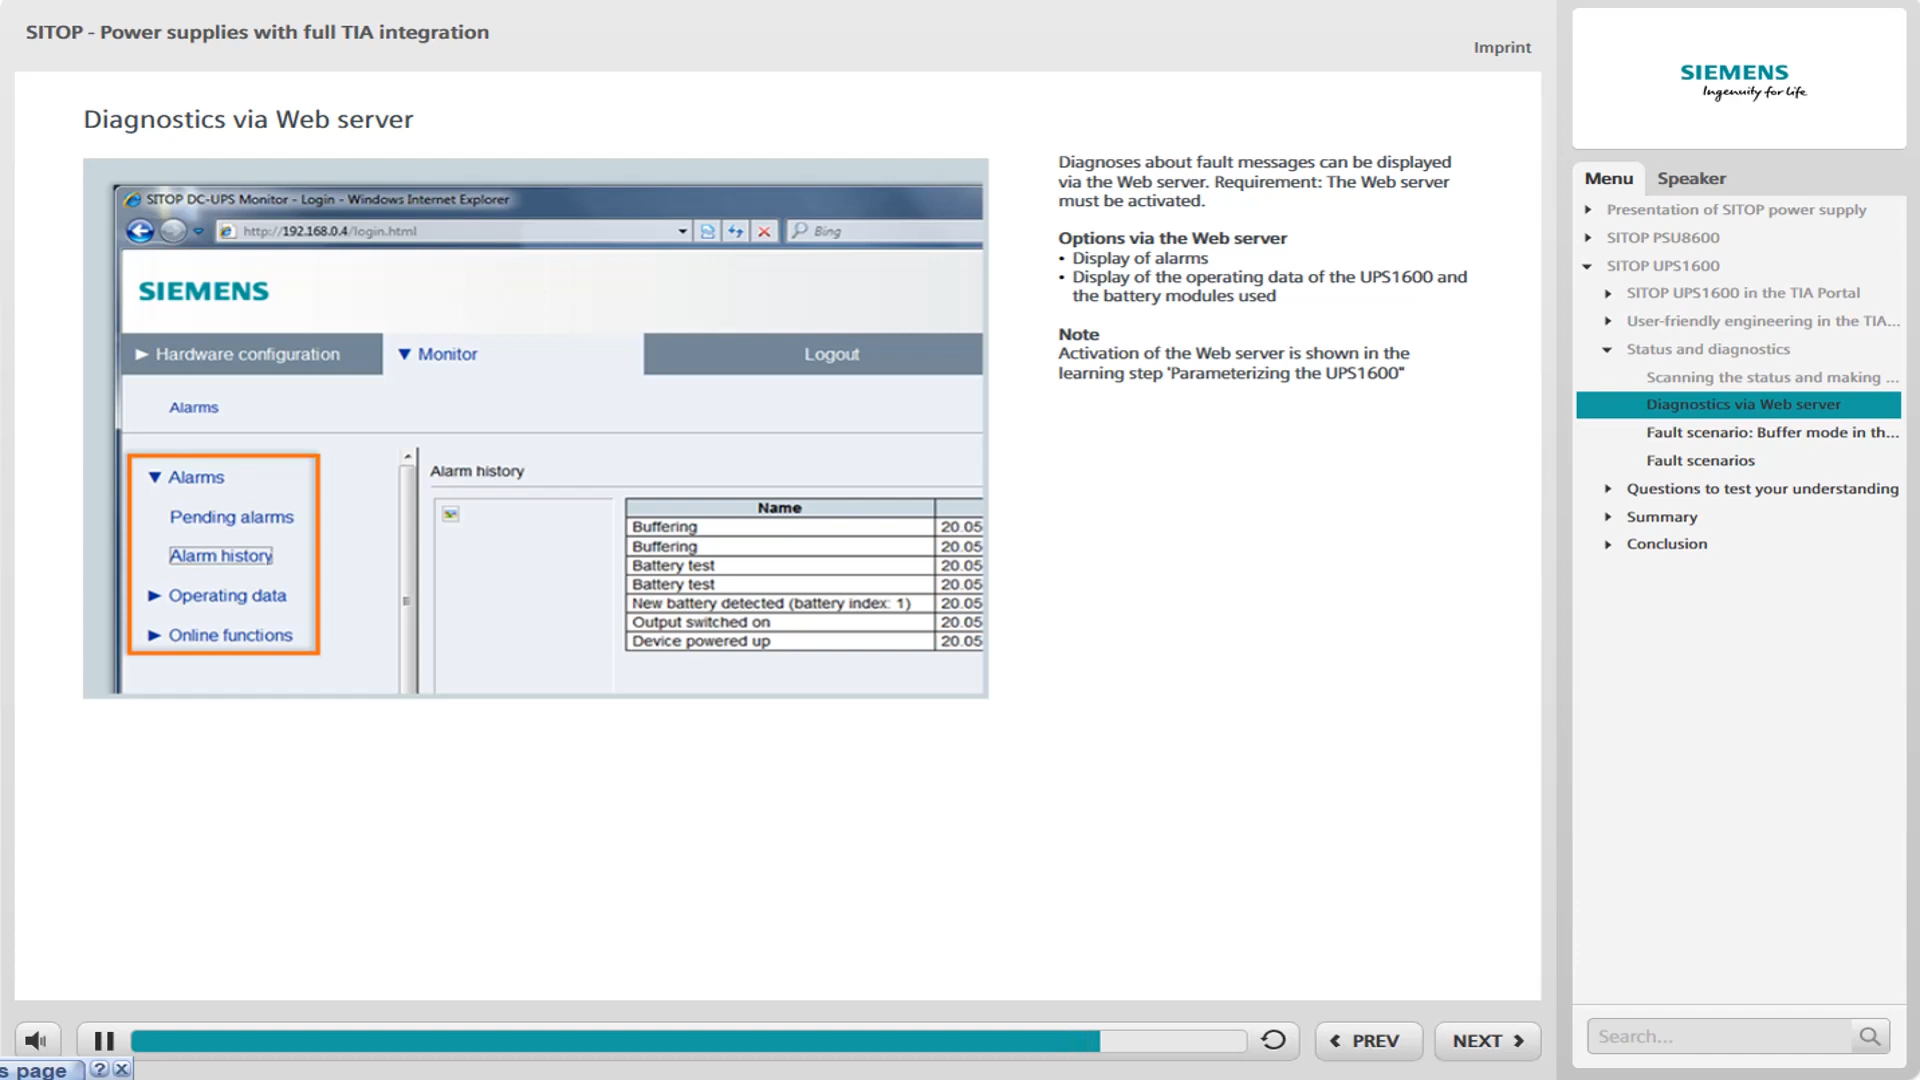 SITOP - Power supplies with full TIA integration
Imprint
Diagnostics via Web server
SITOP DC-UPS Monitor - Login - Windows Internet Explorer
http://192.168.0.4/login.html
Bing
SIEMENS
Hardware configuration
Monitor
Logout
Alarms
Alarms
Pending alarms
Alarm history
Operating data
Online functions
Alarm history
Name
Buffering 20.05
Buffering 20.05
Battery test 20.05
Battery test 20.05
New battery detected (battery index: 1) 20.05
Output switched on 20.05
Device powered up 20.05
Diagnoses about fault messages can be displayed
via the Web server. Requirement: The Web server
must be activated.
Options via the Web server
• Display of alarms
• Display of the operating data of the UPS1600 and
the battery modules used
Note
Activation of the Web server is shown in the
learning step 'Parameterizing the UPS1600"
SIEMENS
Ingenuity for life
Menu
Speaker
Presentation of SITOP power supply
SITOP PSU8600
SITOP UPS1600
SITOP UPS1600 in the TIA Portal
User-friendly engineering in the TIA...
Status and diagnostics
Scanning the status and making ...
Diagnostics via Web server
Fault scenario: Buffer mode in th...
Fault scenarios
Questions to test your understanding
Summary
Conclusion
Search...
PREV
NEXT
s page
?